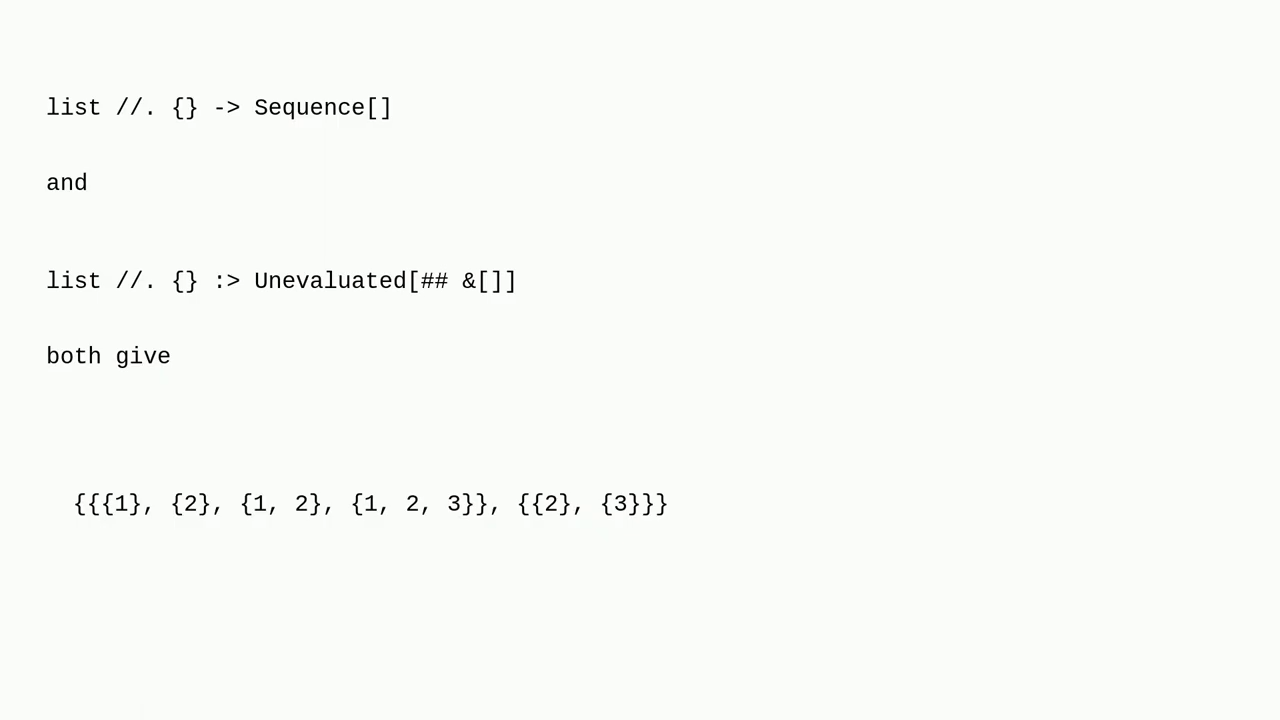 list //. {} -> Sequence[]
and
list //. {} :> Unevaluated[## &[]]
both give
{{{1}, {2}, {1, 2}, {1, 2, 3}}, {{2}, {3}}}